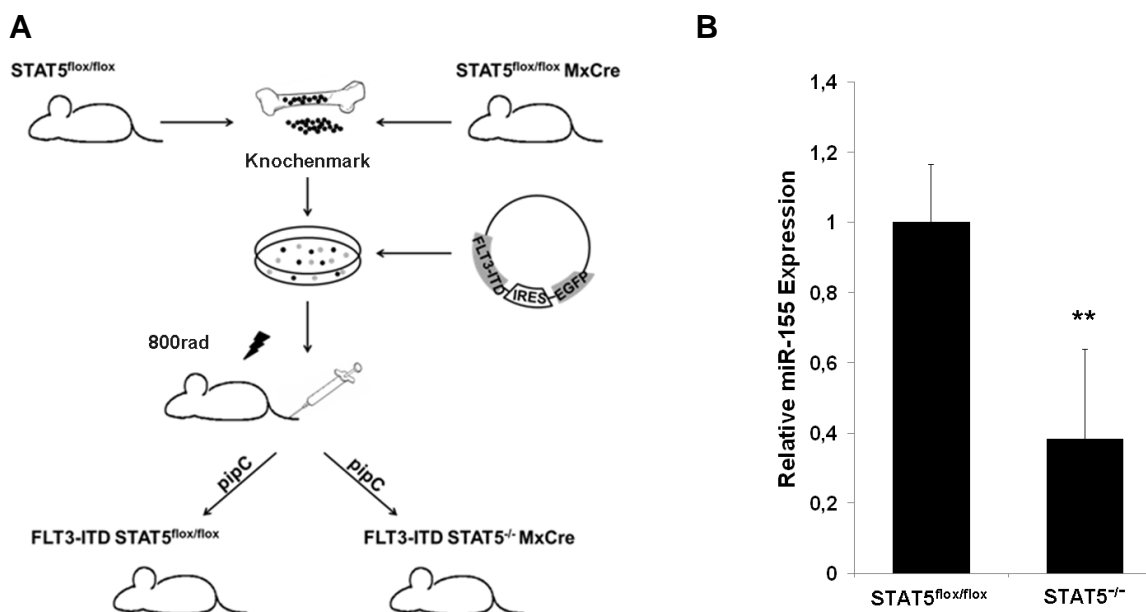 A
STAT5flox/flox
STAT5flox/flox MxCre
Knochenmark
FLT3-ITD
IRES
EGFP
800rad
pipC
pipC
FLT3-ITD STAT5flox/flox
FLT3-ITD STAT5-/- MxCre
B
Relative miR-155 Expression
1,4
1,2
1
0,8
0,6
0,4
0,2
0
**
STAT5flox/flox
STAT5-/-